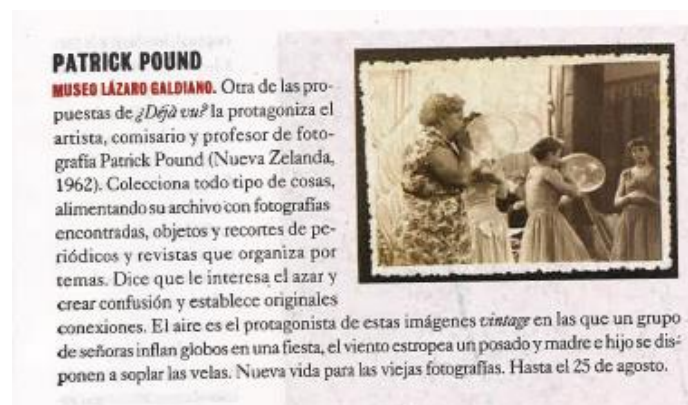 PATRICK POUND
MUSEO LÁZARO GALDIANO. Otra de las pro-
puestas de ¿Déjà vu? la protagoniza el
artista, comisario y profesor de foto-
grafía Patrick Pound (Nueva Zelanda,
1962). Colecciona todo tipo de cosas,
alimentando su archivo con fotografías
encontradas, objetos y recortes de pe-
riódicos y revistas que organiza por
temas. Dice que le interesa el azar y
crear confusión y establece originales
conexiones. El aire es el protagonista de estas imágenes vintage en las que un grupo
de señoras inflan globos en una fiesta, el viento estropea un posado y madre e hijo se dis-
ponen a soplar las velas. Nueva vida para las viejas fotografías. Hasta el 25 de agosto.